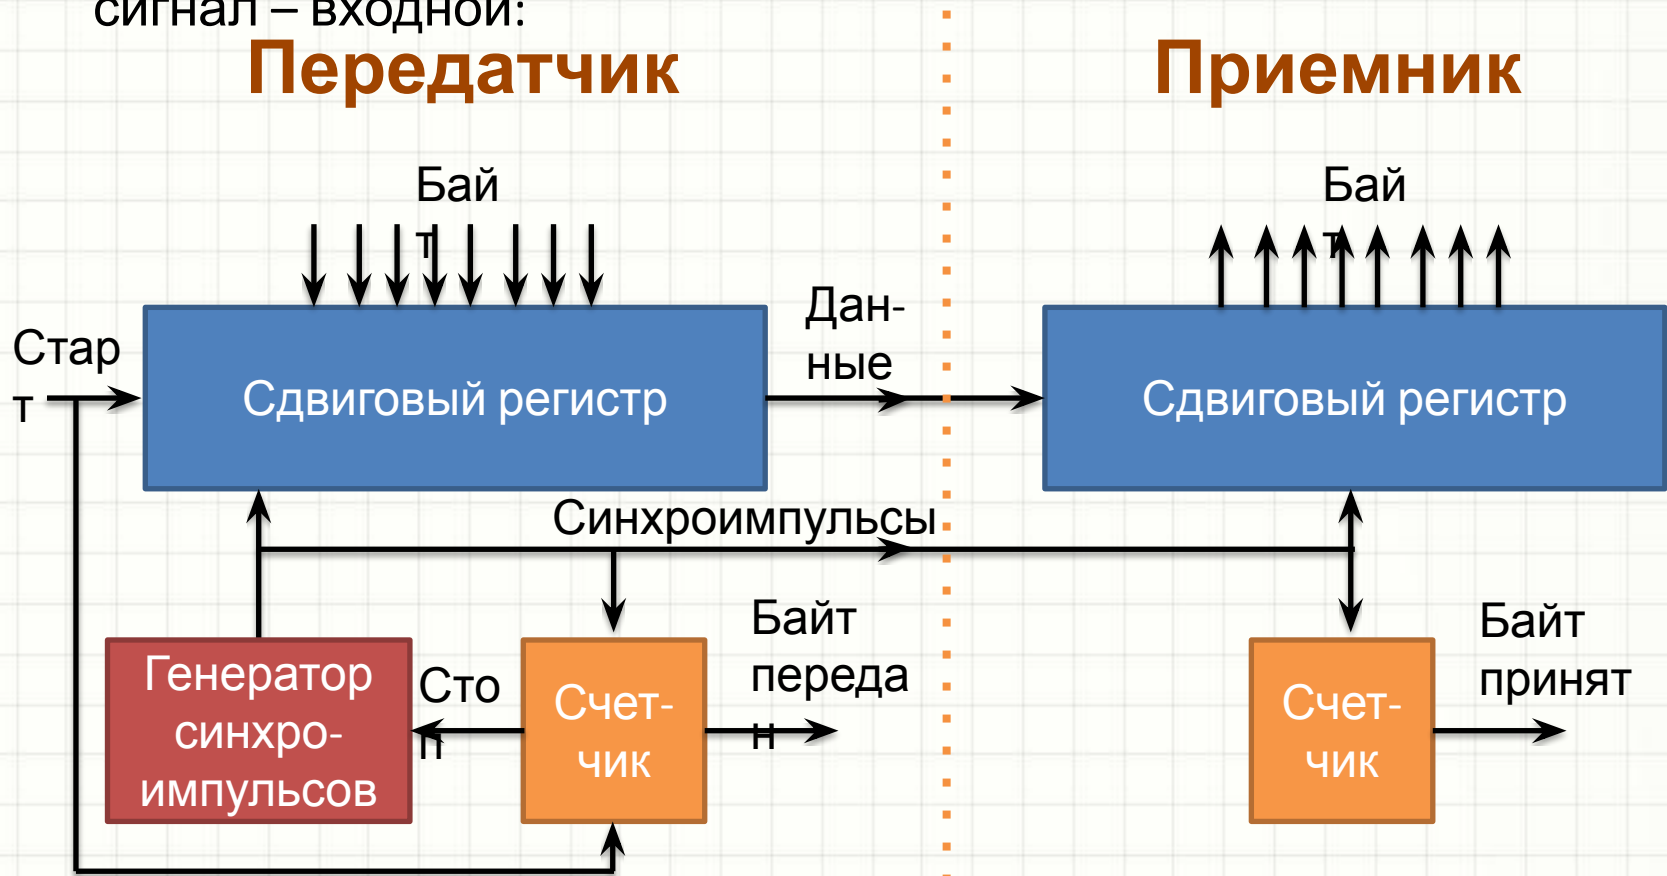 сигнал – входной:
Передатчик
Приемник
Бай
т
Бай
т
Дан-
ные
Стар
т
Сдвиговый регистр
Сдвиговый регистр
Синхроимпульсы
Генератор
синхро-
импульсов
Сто
п
Счет-
чик
Байт
переда
н
Счет-
чик
Байт
принят